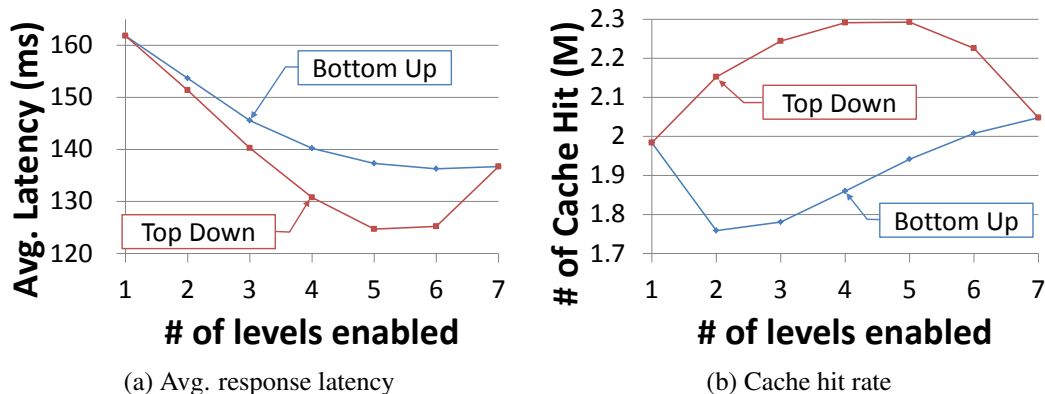 Avg. Latency (ms)
160
150
140
130
120
Bottom Up
Top Down
1 2 3 4 5 6 7
# of levels enabled
(a) Avg. response latency
# of Cache Hit (M)
2.3
2.2
2.1
2
1.9
1.8
1.7
Top Down
Bottom Up
1 2 3 4 5 6 7
# of levels enabled
(b) Cache hit rate